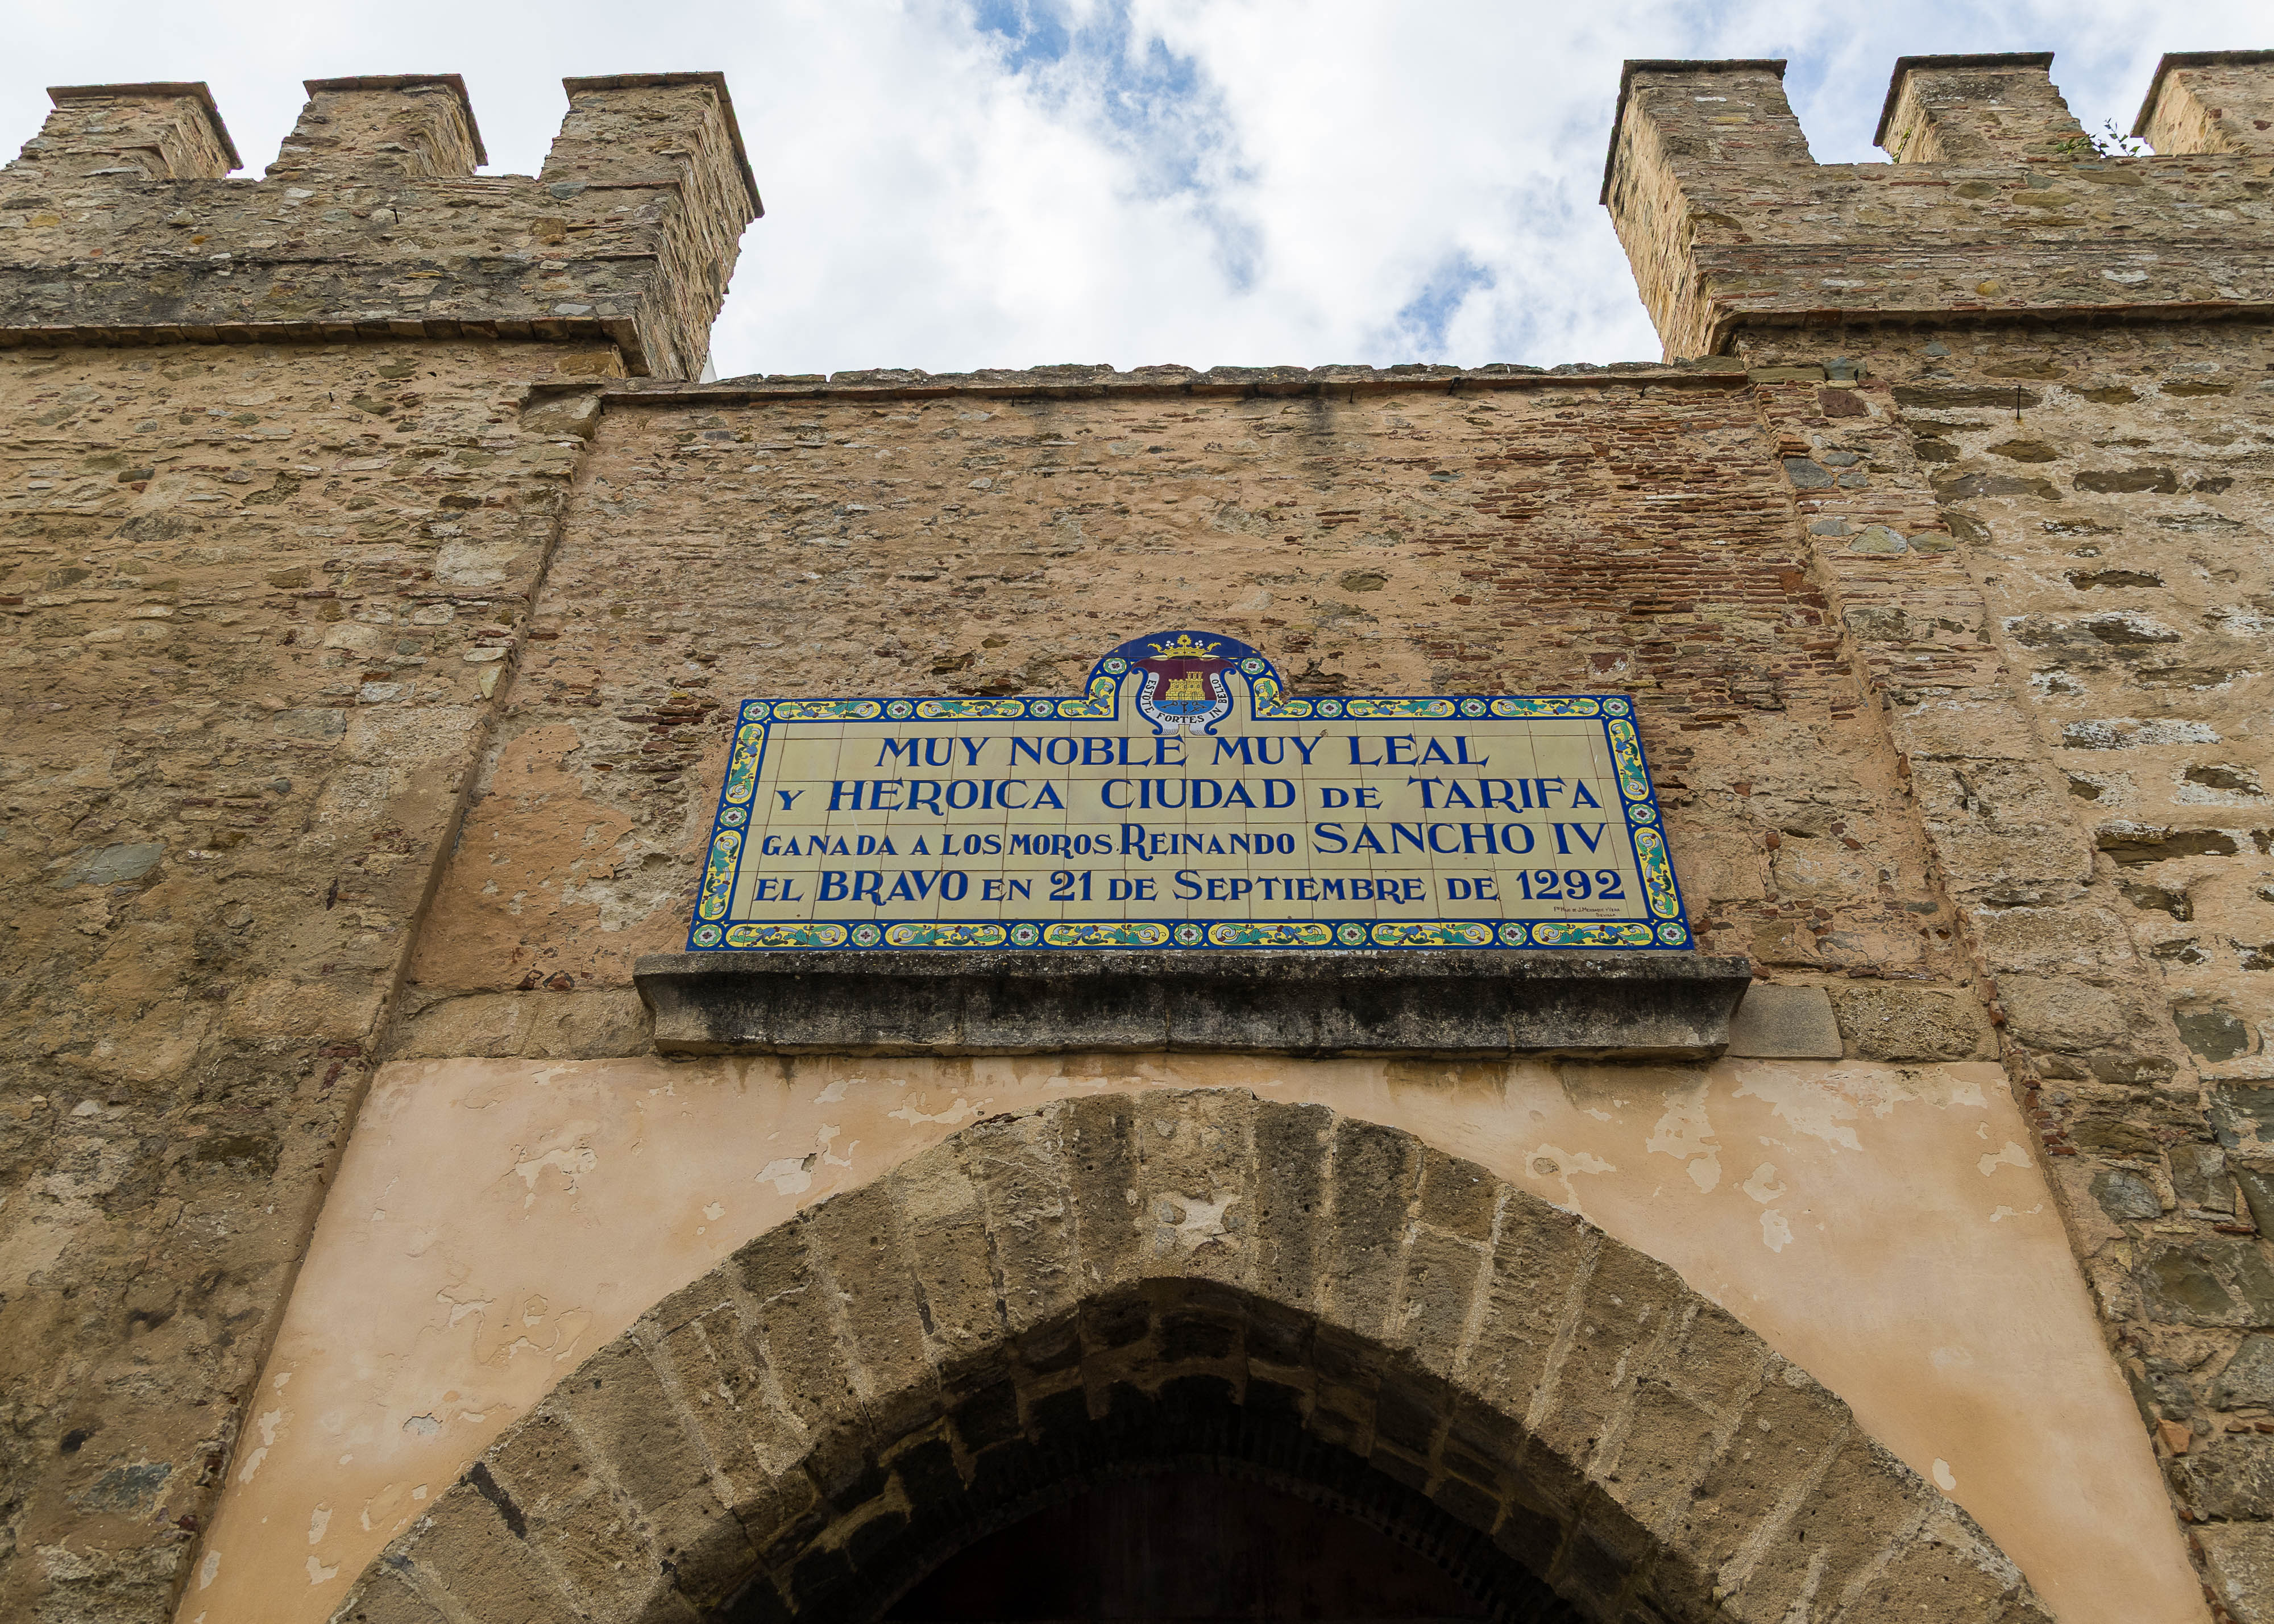 ESTOTE FORTES IN BELLO
MUY NOBLE MUY LEAL
Y HEROICA CIUDAD DE TARIFA
GANADA A LOS MOROS REINANDO SANCHO IV
EL BRAVO EN 21 DE SEPTIEMBRE DE 1292
SEVILLA